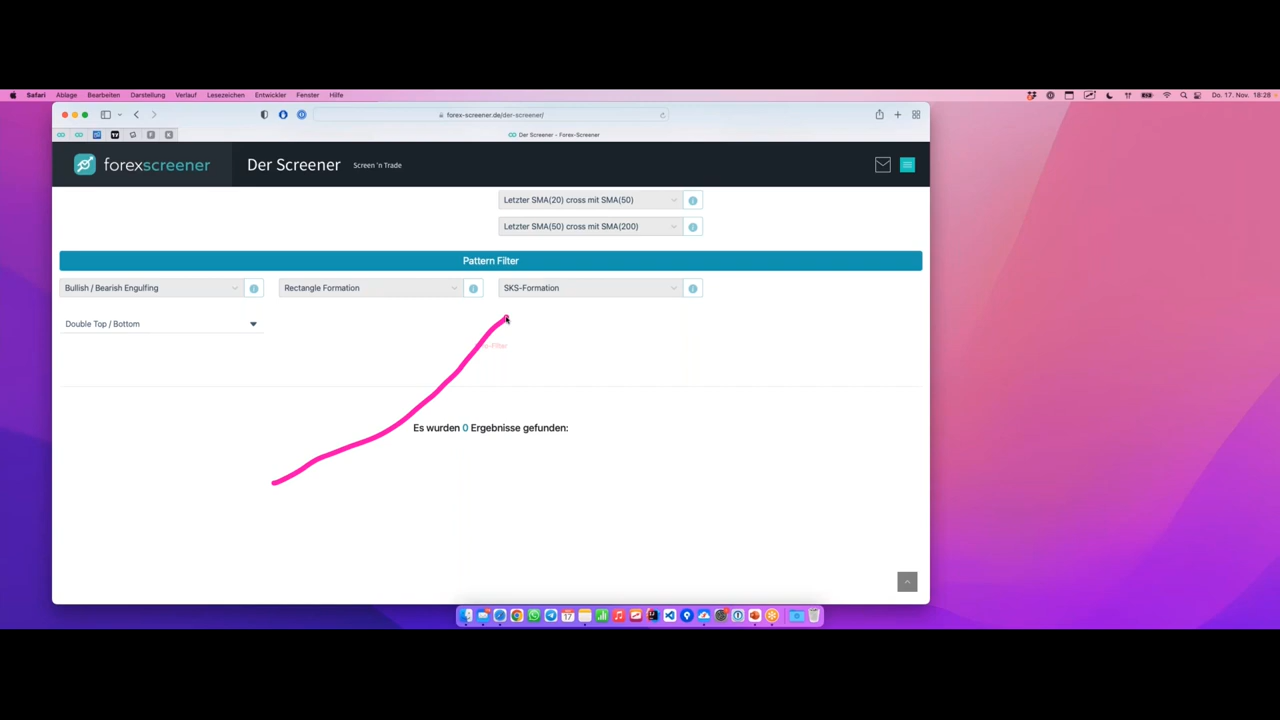 Safari Ablage Bearbeiten Darstellung Verlauf Lesezeichen Entwickler Fenster Hilfe Do. 17. Nov. 18:28
forex-screener.de/der-screener/
Der Screener - Forex-Screener
forexscreener Der Screener Screen 'n Trade
Letzter SMA(20) cross mit SMA(50)
Letzter SMA(50) cross mit SMA(200)
Pattern Filter
Bullish / Bearish Engulfing Rectangle Formation SKS-Formation
Double Top / Bottom
-Filter
Es wurden 0 Ergebnisse gefunden: